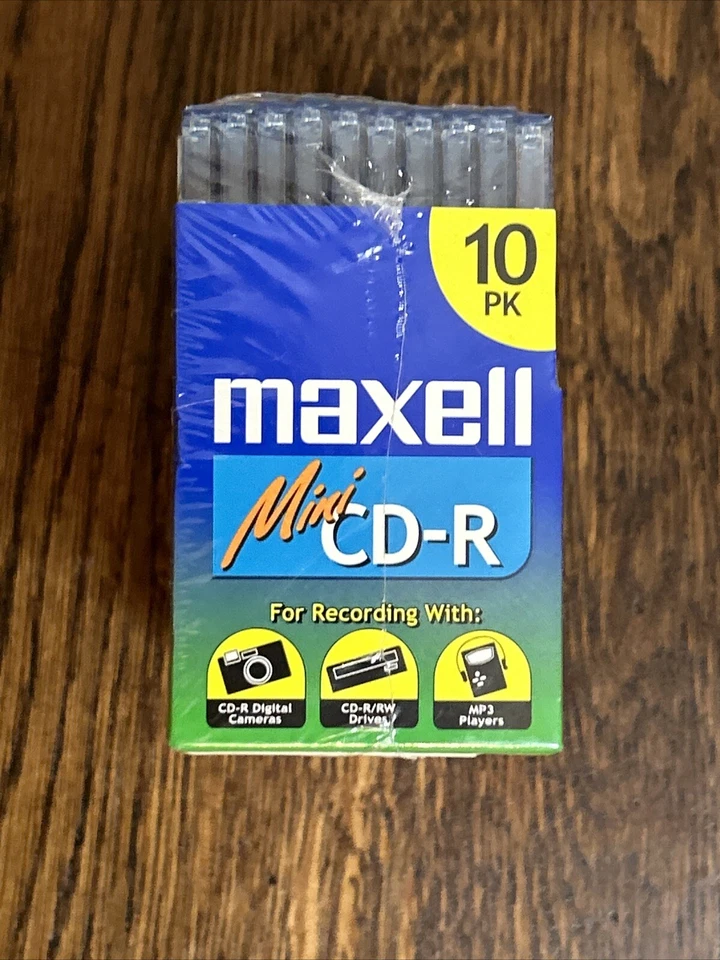 10
PK
maxell
Mini
CD-R
For Recording With:
CD-R Digital
Cameras
CD-R/RW
Drives
MP3
Players